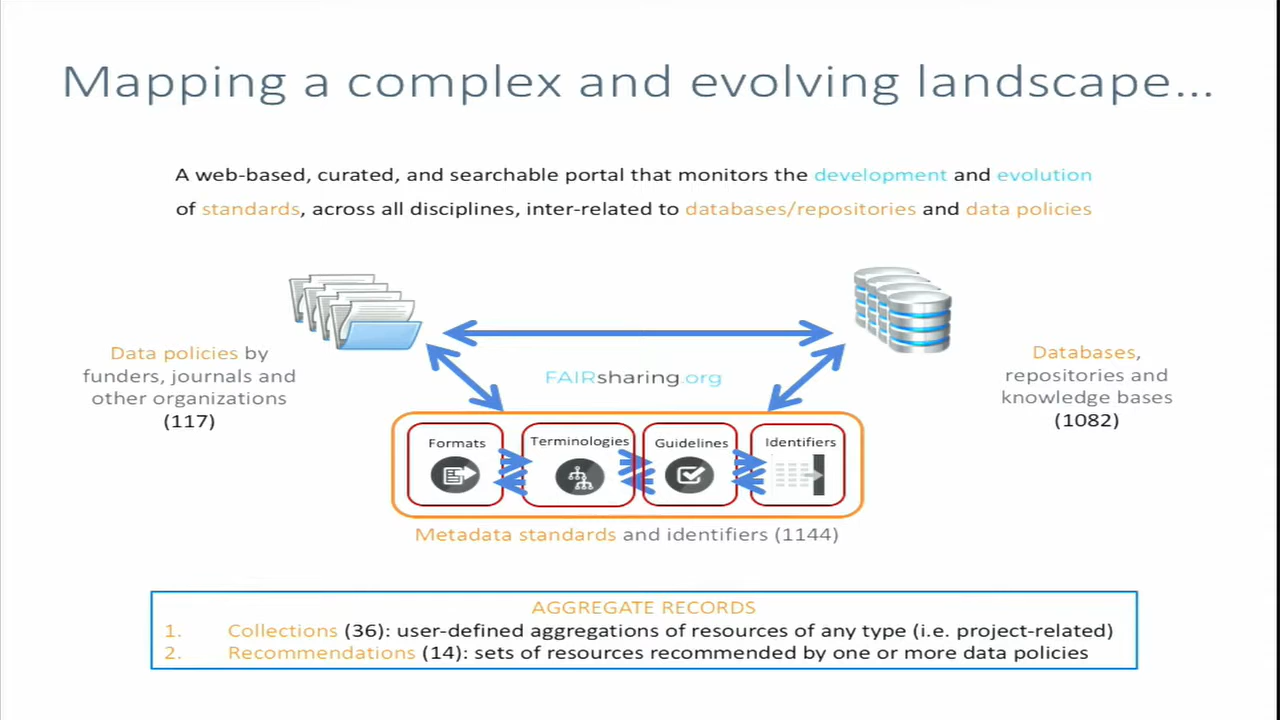 Mapping a complex and evolving landscape...
A web-based, curated, and searchable portal that monitors the development and evolution
of standards, across all disciplines, inter-related to databases/repositories and data policies
Data policies by
funders, journals and
other organizations
(117)
FAIRsharing.org
Databases,
repositories and
knowledge bases
(1082)
Formats
Terminologies
Guidelines
Identifiers
Metadata standards and identifiers (1144)
AGGREGATE RECORDS
1. Collections (36): user-defined aggregations of resources of any type (i.e. project-related)
2. Recommendations (14): sets of resources recommended by one or more data policies